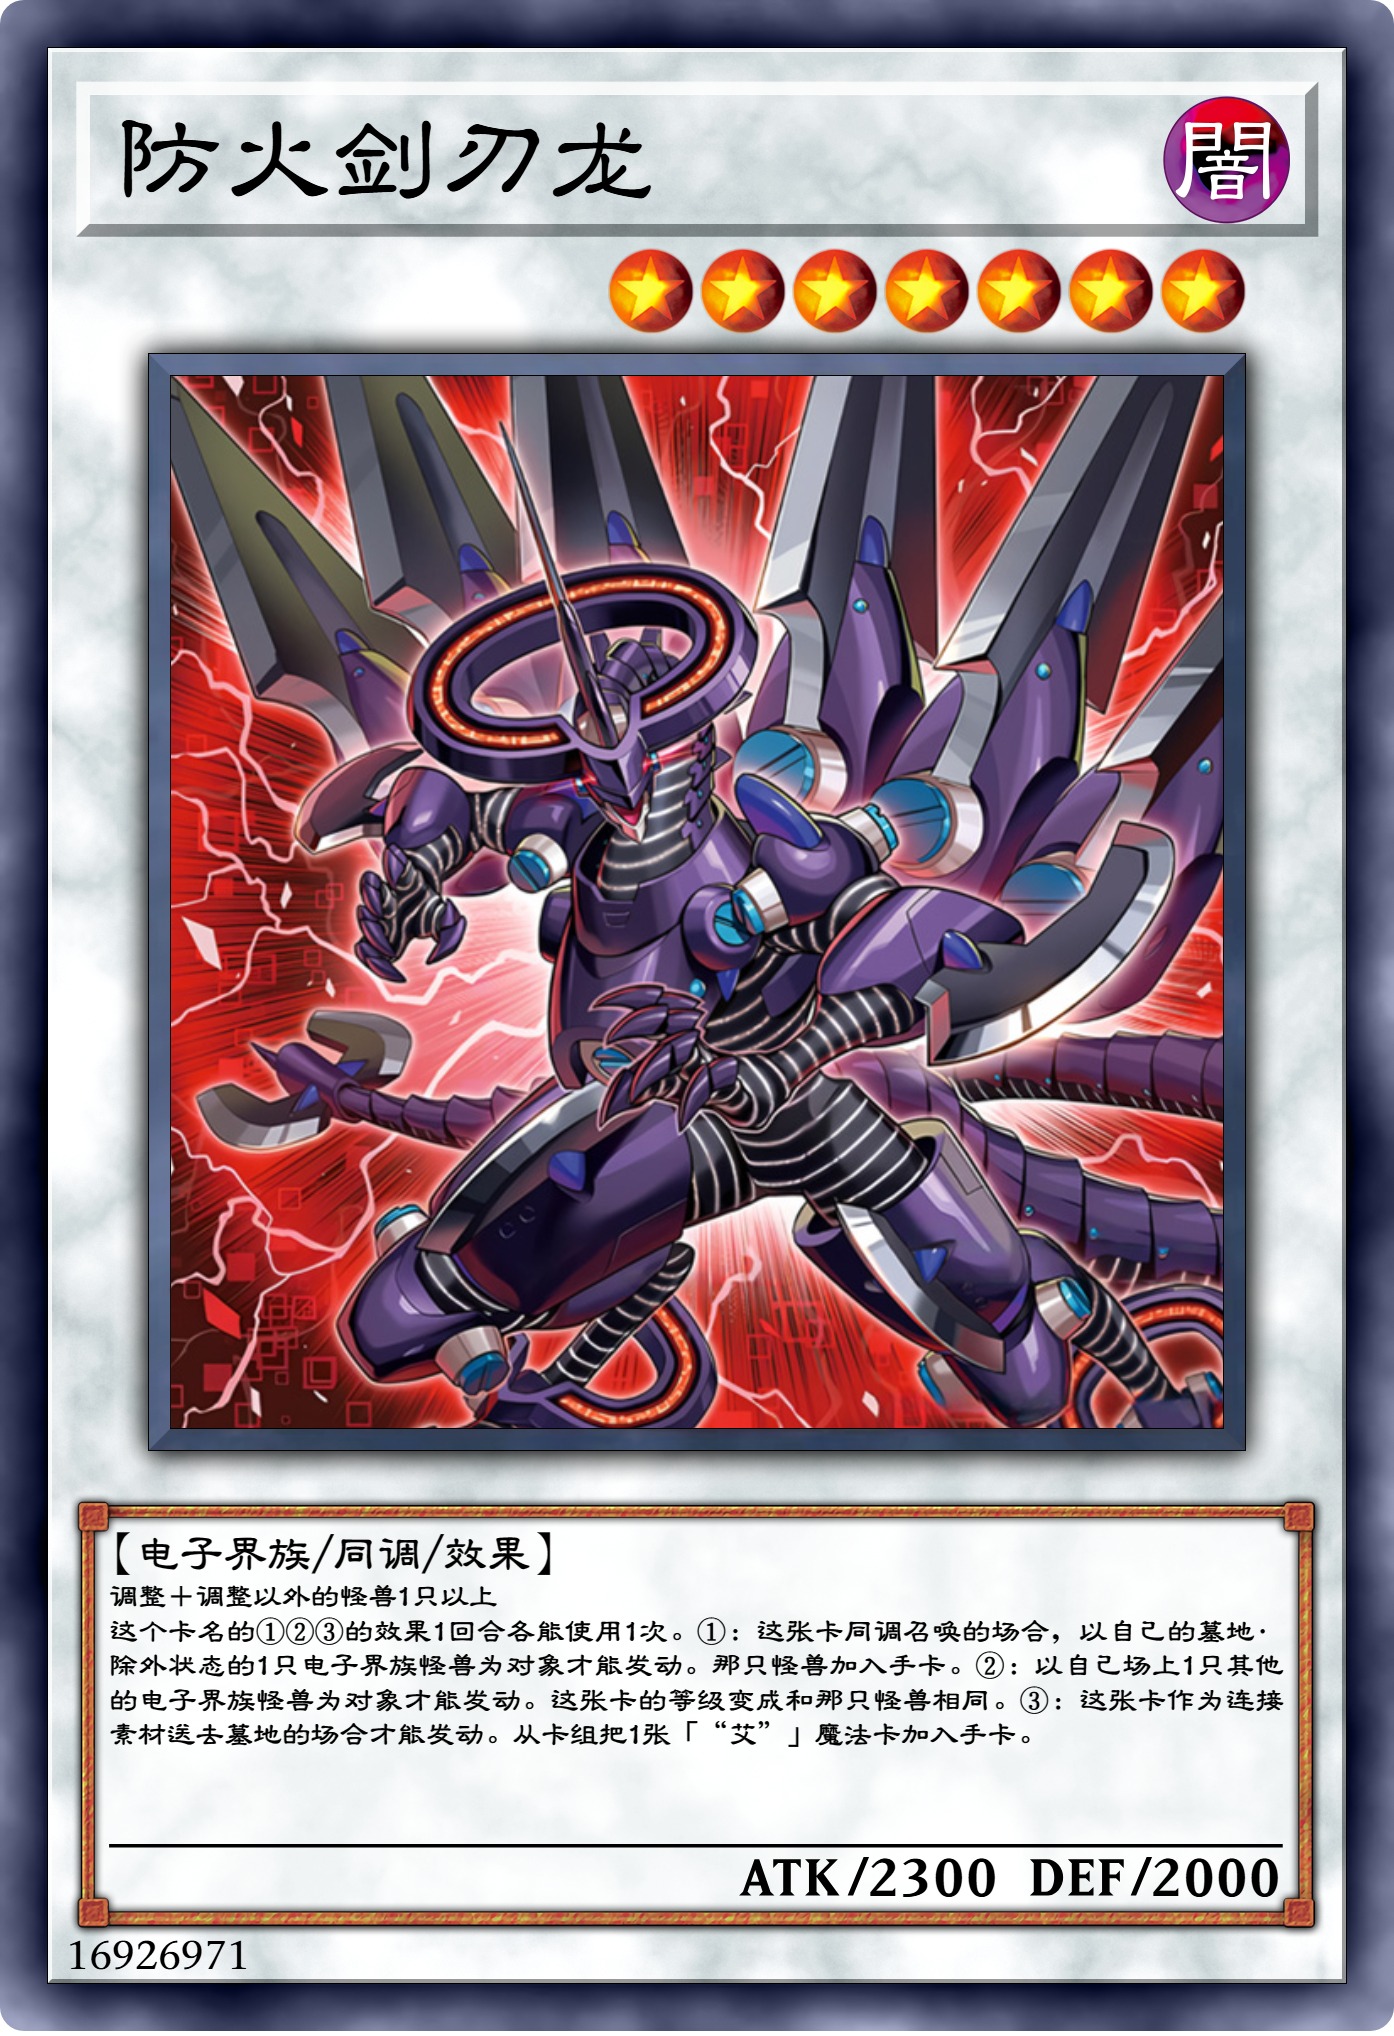 防火剑刃龙
闇
【电子界族/同调/效果】
调整＋调整以外的怪兽1只以上
这个卡名的①②③的效果1回合各能使用1次。①：这张卡同调召唤的场合，以自己的墓地·
除外状态的1只电子界族怪兽为对象才能发动。那只怪兽加入手卡。②：以自己场上1只其他
的电子界族怪兽为对象才能发动。这张卡的等级变成和那只怪兽相同。③：这张卡作为连接
素材送去墓地的场合才能发动。从卡组把1张「“艾”」魔法卡加入手卡。
ATK/2300 DEF/2000
16926971